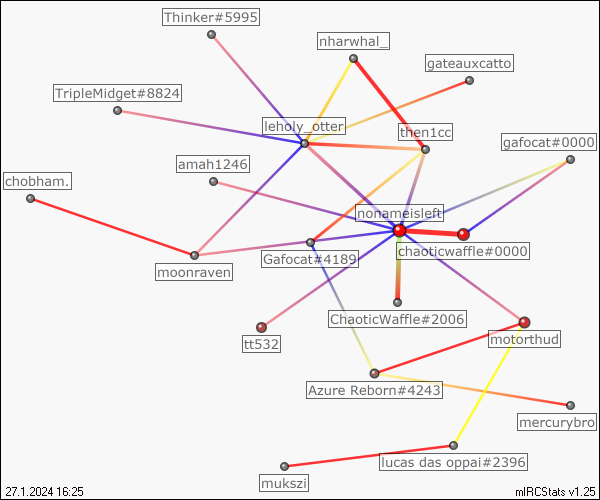 Thinker#5995
nharwhal_
gateauxcatto
TripleMidget#8824
leholy_otter
then1cc
gafocat#0000
amah1246
chobham.
nonameisleft
chaoticwaffle#0000
Gafocat#4189
moonraven
ChaoticWaffle#2006
motorthud
tt532
Azure Reborn#4243
mercurybro
lucas das oppai#2396
mukszi
27.1.2024 16:25
mIRCStats v1.25